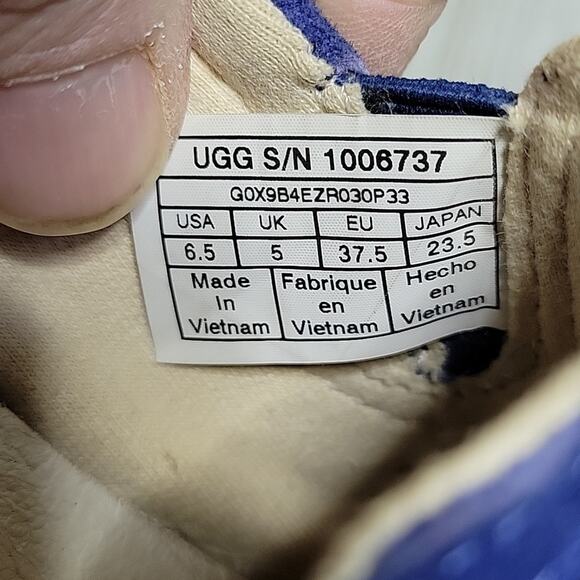 UGG S/N 1006737
G0X9B4EZR030P33
USA UK EU JAPAN
6.5 5 37.5 23.5
Made Fabrique Hecho
In en en
Vietnam Vietnam Vietnam